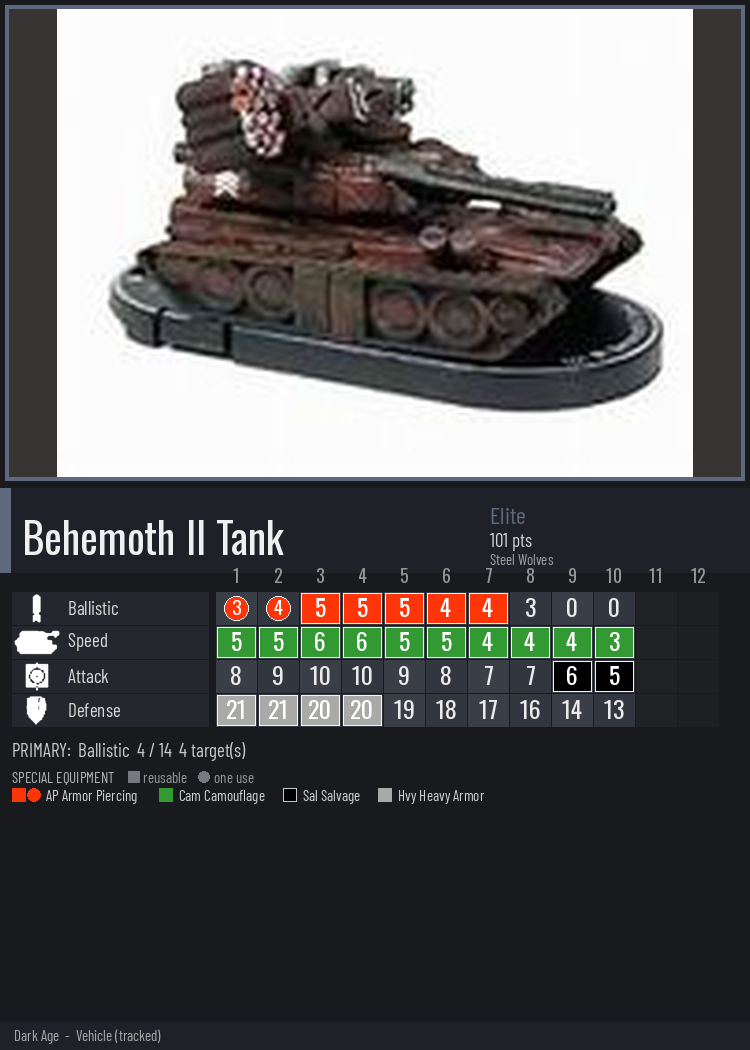 Behemoth II Tank
Elite
101 pts
Steel Wolves
1 2 3 4 5 6 7 8 9 10 11 12
Ballistic 3 4 5 5 5 4 4 3 0 0
Speed 5 5 6 6 5 5 4 4 4 3
Attack 8 9 10 10 9 8 7 7 6 5
Defense 21 21 20 20 19 18 17 16 14 13
PRIMARY: Ballistic 4 / 14 4 target(s)
SPECIAL EQUIPMENT reusable one use
AP Armor Piercing Cam Camouflage Sal Salvage Hvy Heavy Armor
Dark Age - Vehicle (tracked)